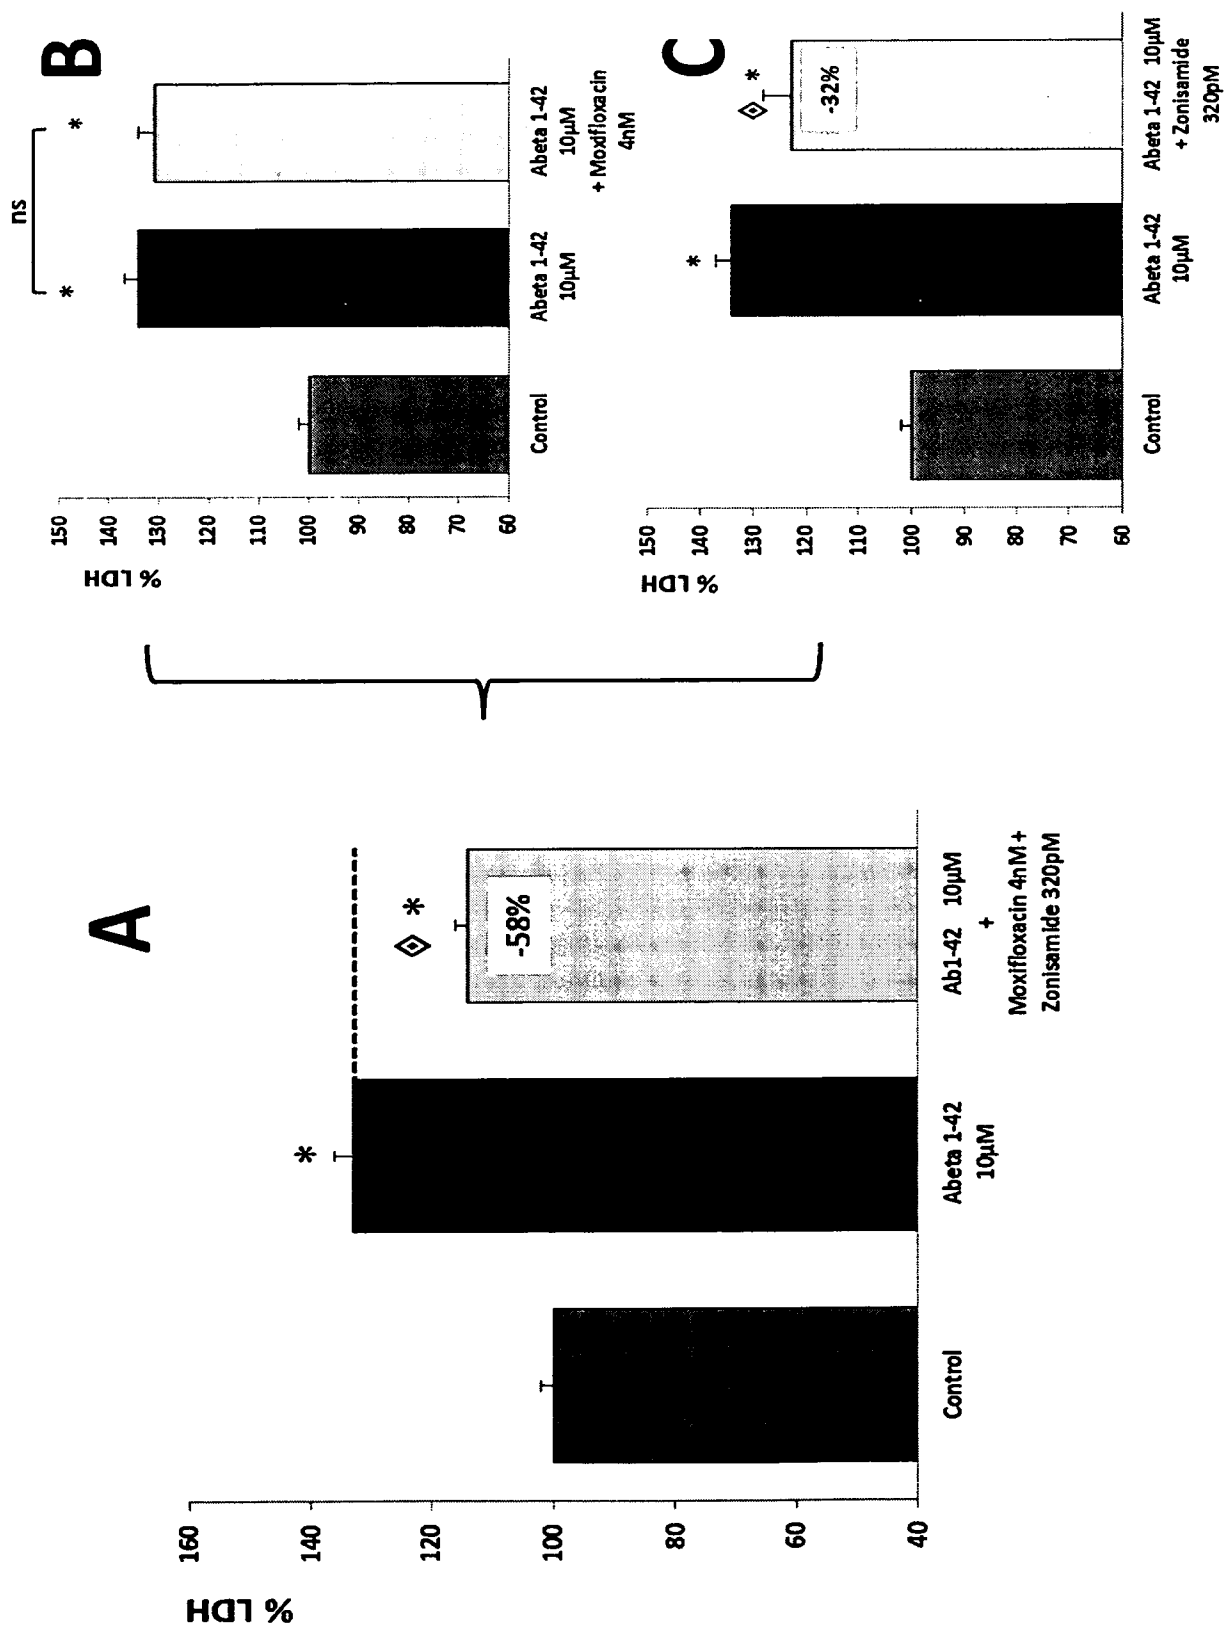 A
% LDH
160
140
120
100
80
60
40
*
◊ *
-58%
Control
Abeta 1-42
10µM
Ab1-42 10µM
+
Moxifloxacin 4nM +
Zonisamide 320pM
B
% LDH
150
140
130
120
110
100
90
80
70
60
ns
*
*
Control
Abeta 1-42
10µM
Abeta 1-42
10µM
+ Moxifloxacin
4nM
C
% LDH
150
140
130
120
110
100
90
80
70
60
*
◊ *
-32%
Control
Abeta 1-42
10µM
Abeta 1-42 10µM
+ Zonisamide
320pM